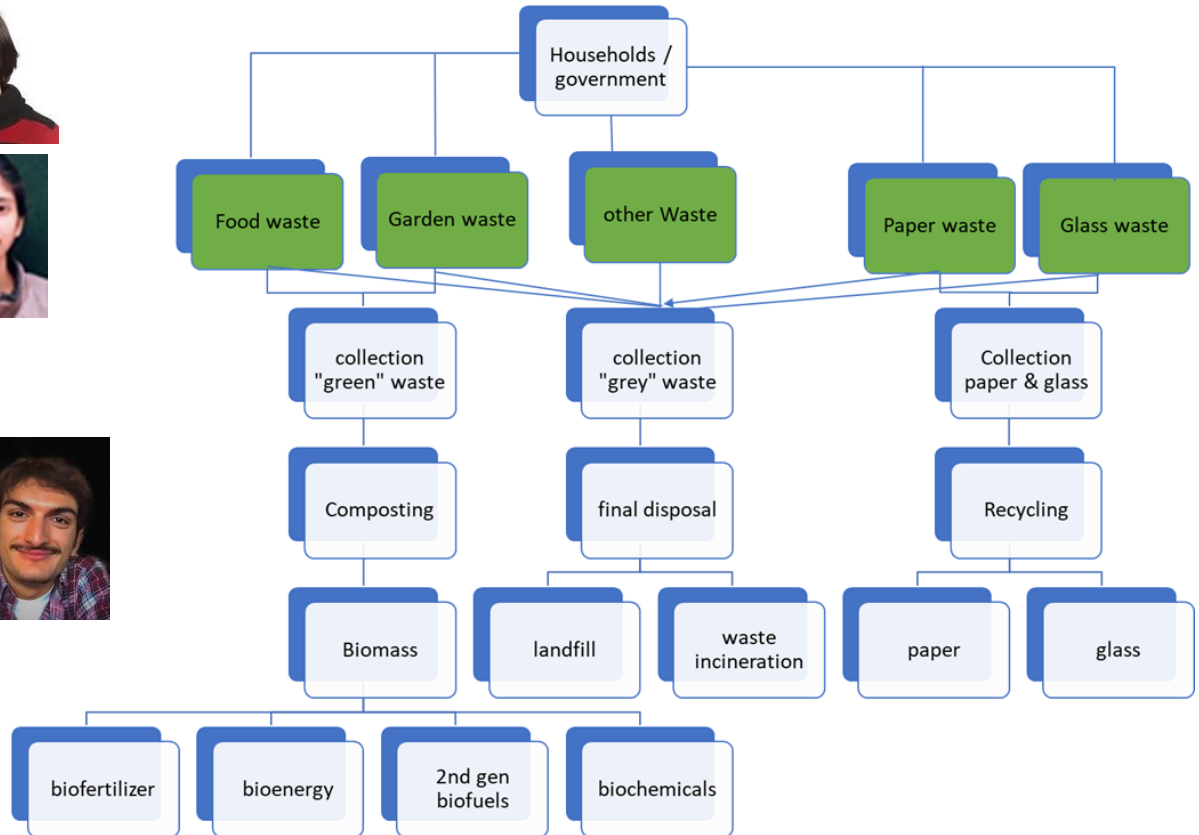 Households /
government
Food waste
Garden waste
other Waste
Paper waste
Glass waste
collection
"green" waste
collection
"grey" waste
Collection
paper & glass
Composting
final disposal
Recycling
Biomass
landfill
waste
incineration
paper
glass
biofertilizer
bioenergy
2nd gen
biofuels
biochemicals